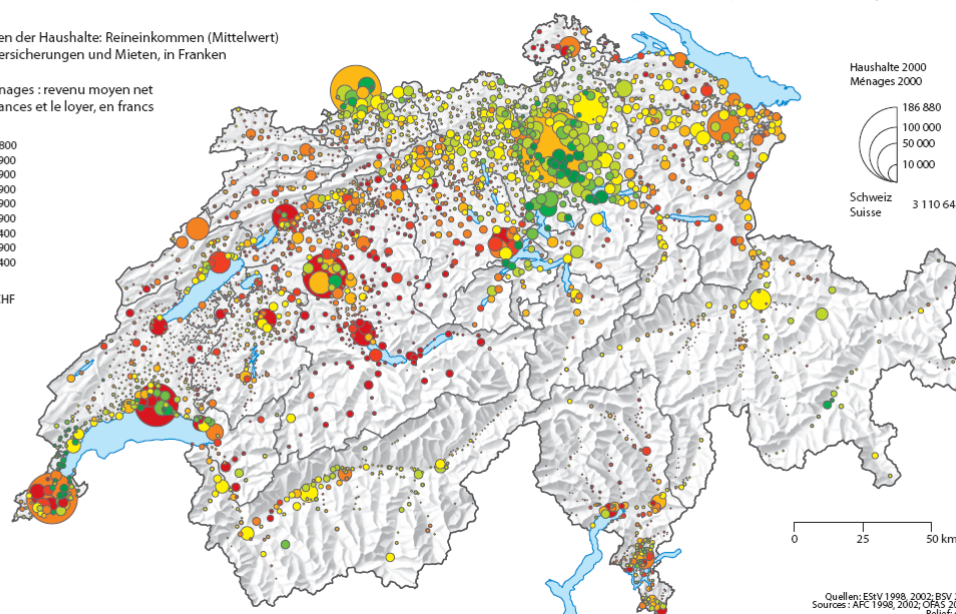 en der Haushalte: Reineinkommen (Mittelwert)
ersicherungen und Mieten, in Franken
nages : revenu moyen net
ances et le loyer, en francs
800
900
900
900
900
900
400
900
400
CHF
Haushalte 2000
Ménages 2000
186 880
100 000
50 000
10 000
Schweiz
Suisse
3 110 64
0
25
50 km
Quellen: EStV 1998, 2002; BSV
Sources : AFC 1998, 2002; OFAS 20
Relief: